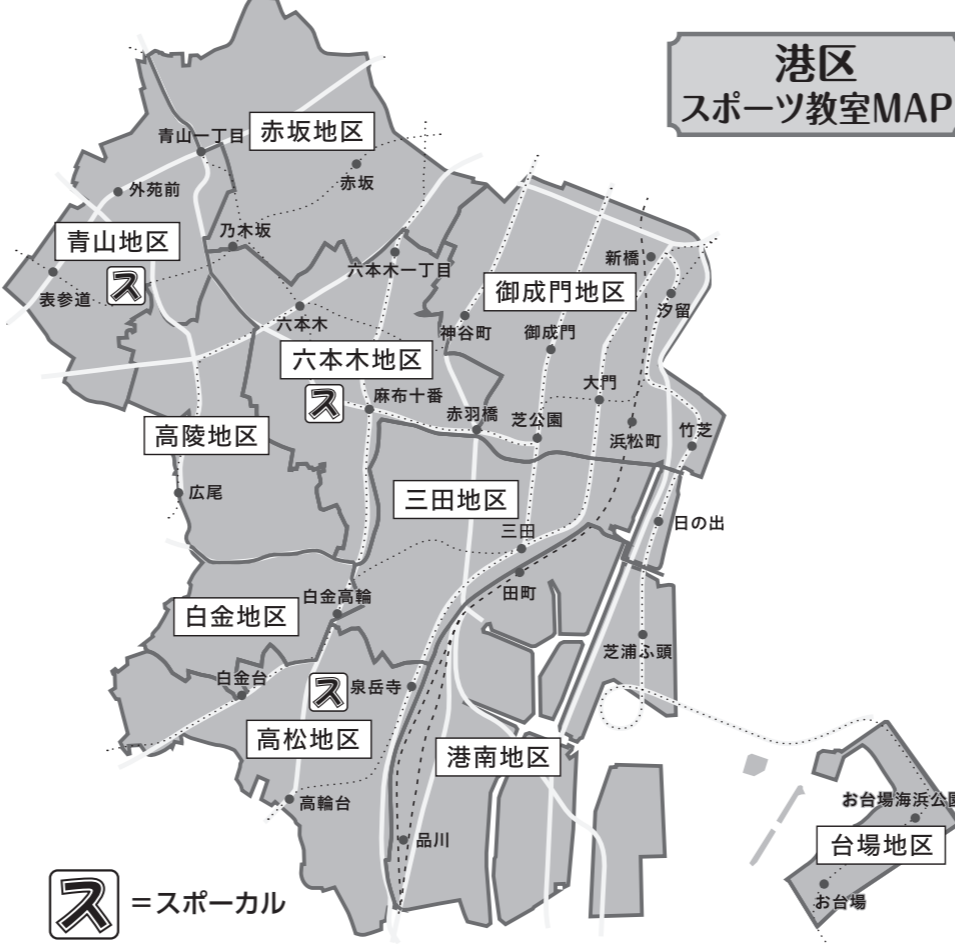 港区
スポーツ教室MAP
赤坂地区
青山一丁目
赤坂
外苑前
乃木坂
青山地区
ス
表参道
六本木一丁目
新橋
御成門地区
汐留
六本木
神谷町
御成門
六本木地区
ス
麻布十番
大門
赤羽橋
芝公園
浜松町
竹芝
高陵地区
広尾
三田地区
三田
日の出
田町
白金地区
白金高輪
芝浦ふ頭
白金台
ス
泉岳寺
高松地区
港南地区
高輪台
お台場海浜公園
台場地区
品川
お台場
ス=スポーカル